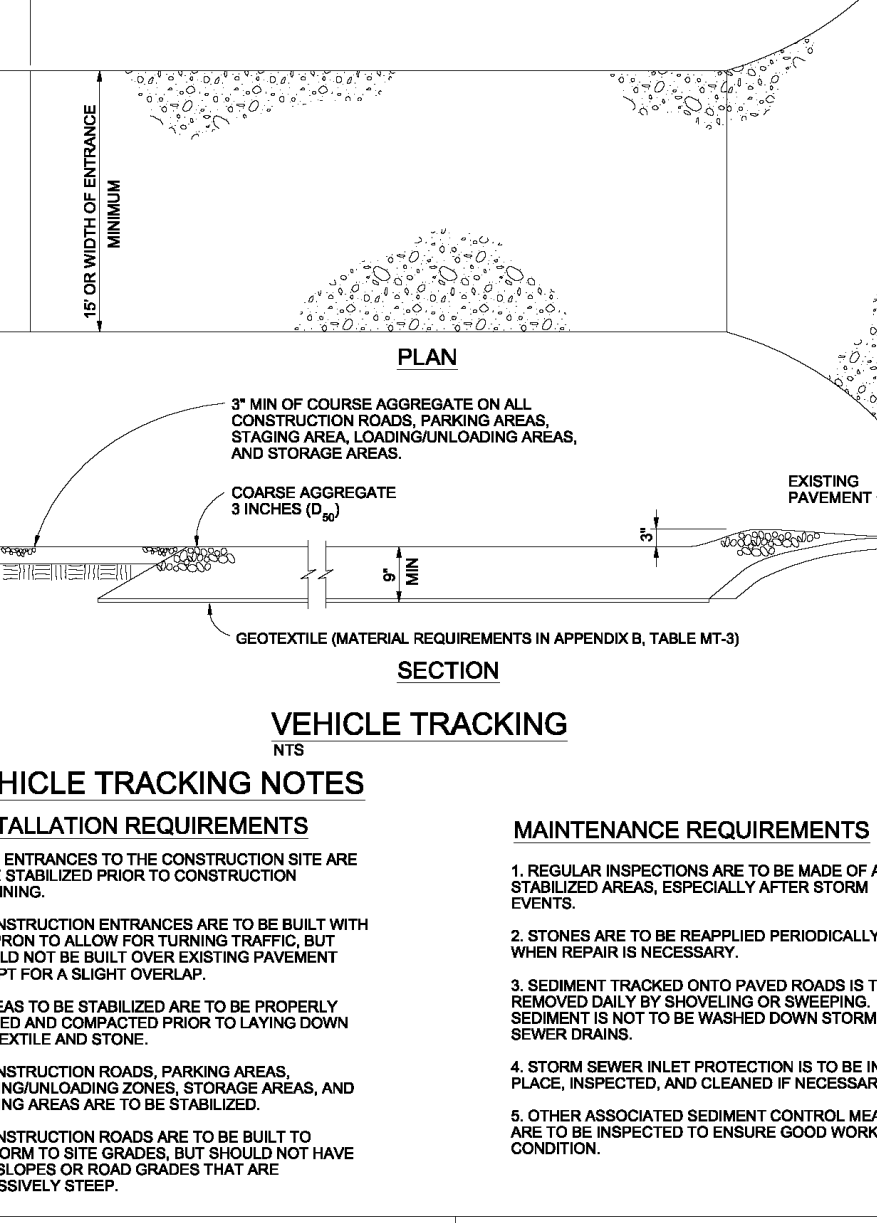 15' OR WIDTH OF ENTRANCE
MINIMUM
PLAN
3" MIN OF COURSE AGGREGATE ON ALL
CONSTRUCTION ROADS, PARKING AREAS,
STAGING AREA, LOADING/UNLOADING AREAS,
AND STORAGE AREAS.
COARSE AGGREGATE
3 INCHES (D50)
EXISTING
PAVEMENT
3"
9"
MIN
GEOTEXTILE (MATERIAL REQUIREMENTS IN APPENDIX B, TABLE MT-3)
SECTION
VEHICLE TRACKING
NTS
HICLE TRACKING NOTES
TALLATION REQUIREMENTS
ENTRANCES TO THE CONSTRUCTION SITE ARE
STABILIZED PRIOR TO CONSTRUCTION
NING.
NSTRUCTION ENTRANCES ARE TO BE BUILT WITH
PRON TO ALLOW FOR TURNING TRAFFIC, BUT
LD NOT BE BUILT OVER EXISTING PAVEMENT
PT FOR A SLIGHT OVERLAP.
EAS TO BE STABILIZED ARE TO BE PROPERLY
ED AND COMPACTED PRIOR TO LAYING DOWN
EXTILE AND STONE.
NSTRUCTION ROADS, PARKING AREAS,
NG/UNLOADING ZONES, STORAGE AREAS, AND
NG AREAS ARE TO BE STABILIZED.
NSTRUCTION ROADS ARE TO BE BUILT TO
ORM TO SITE GRADES, BUT SHOULD NOT HAVE
SLOPES OR ROAD GRADES THAT ARE
SSIVELY STEEP.
MAINTENANCE REQUIREMENTS
1. REGULAR INSPECTIONS ARE TO BE MADE OF A
STABILIZED AREAS, ESPECIALLY AFTER STORM
EVENTS.
2. STONES ARE TO BE REAPPLIED PERIODICALLY
WHEN REPAIR IS NECESSARY.
3. SEDIMENT TRACKED ONTO PAVED ROADS IS T
REMOVED DAILY BY SHOVELING OR SWEEPING.
SEDIMENT IS NOT TO BE WASHED DOWN STORM
SEWER DRAINS.
4. STORM SEWER INLET PROTECTION IS TO BE IN
PLACE, INSPECTED, AND CLEANED IF NECESSAR
5. OTHER ASSOCIATED SEDIMENT CONTROL MEA
ARE TO BE INSPECTED TO ENSURE GOOD WORK
CONDITION.